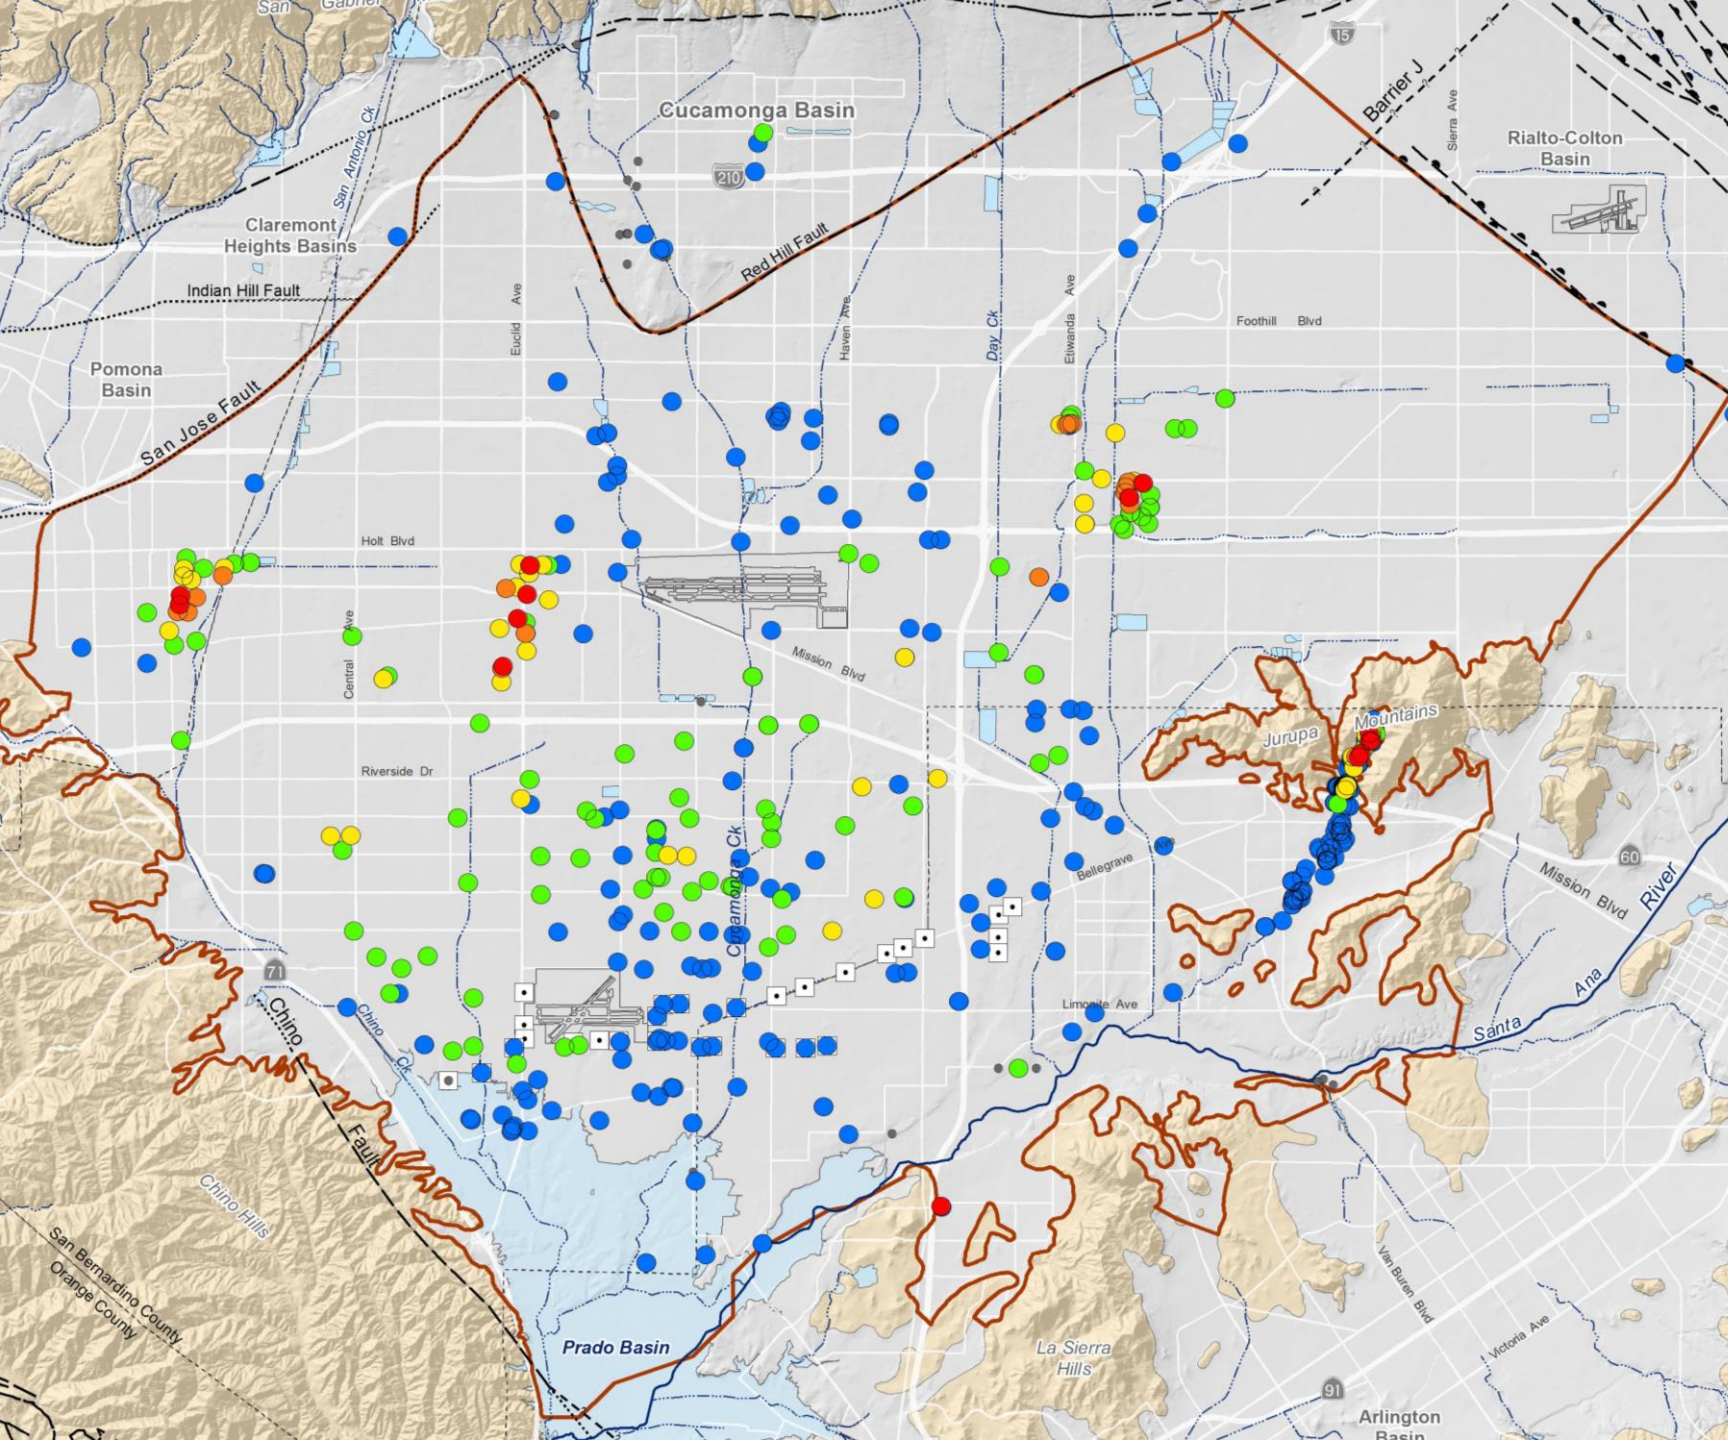 San Gabriel
15
San Antonio Ck
Cucamonga Basin
Barrier J
Sierra Ave
Rialto-Colton
Basin
210
Claremont
Heights Basins
Red Hill Fault
Indian Hill Fault
Euclid Ave
Haven Ave
Day Ck
Etiwanda Ave
Foothill Blvd
Pomona
Basin
San Jose Fault
Holt Blvd
Central Ave
Mission Blvd
Jurupa Mountains
Riverside Dr
Cucamonga Ck
Bellegrave Ave
60
Mission Blvd
Santa Ana River
71
Chino Fault
Chino Ck
Limonite Ave
Chino Hills
San Bernardino County
Orange County
Van Buren Blvd
Victoria Ave
Prado Basin
La Sierra
Hills
91
Arlington
Basin